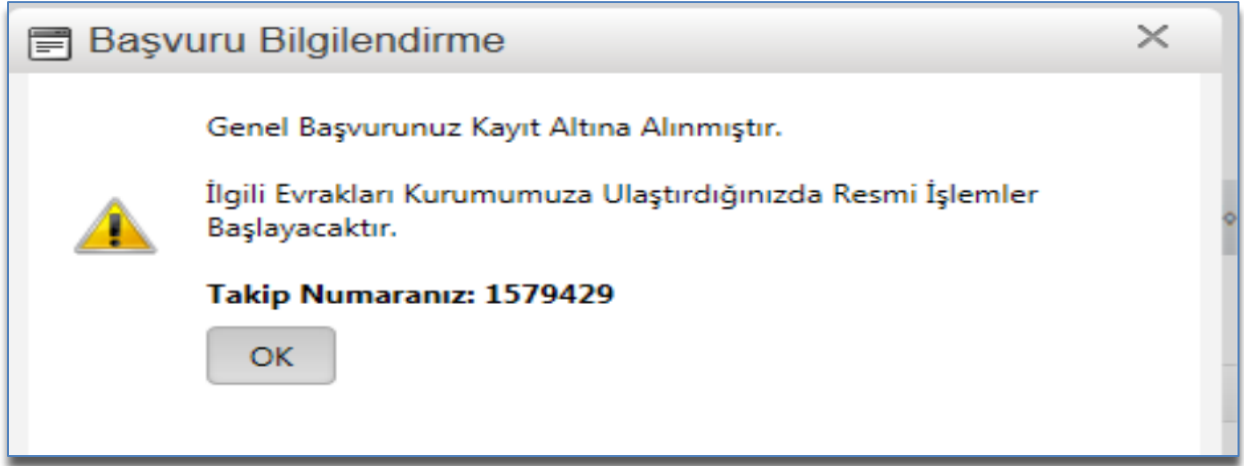 Başvuru Bilgilendirme
Genel Başvurunuz Kayıt Altına Alınmıştır.
İlgili Evrakları Kurumumuza Ulaştırdığınızda Resmi İşlemler
Başlayacaktır.
Takip Numaranız: 1579429
OK